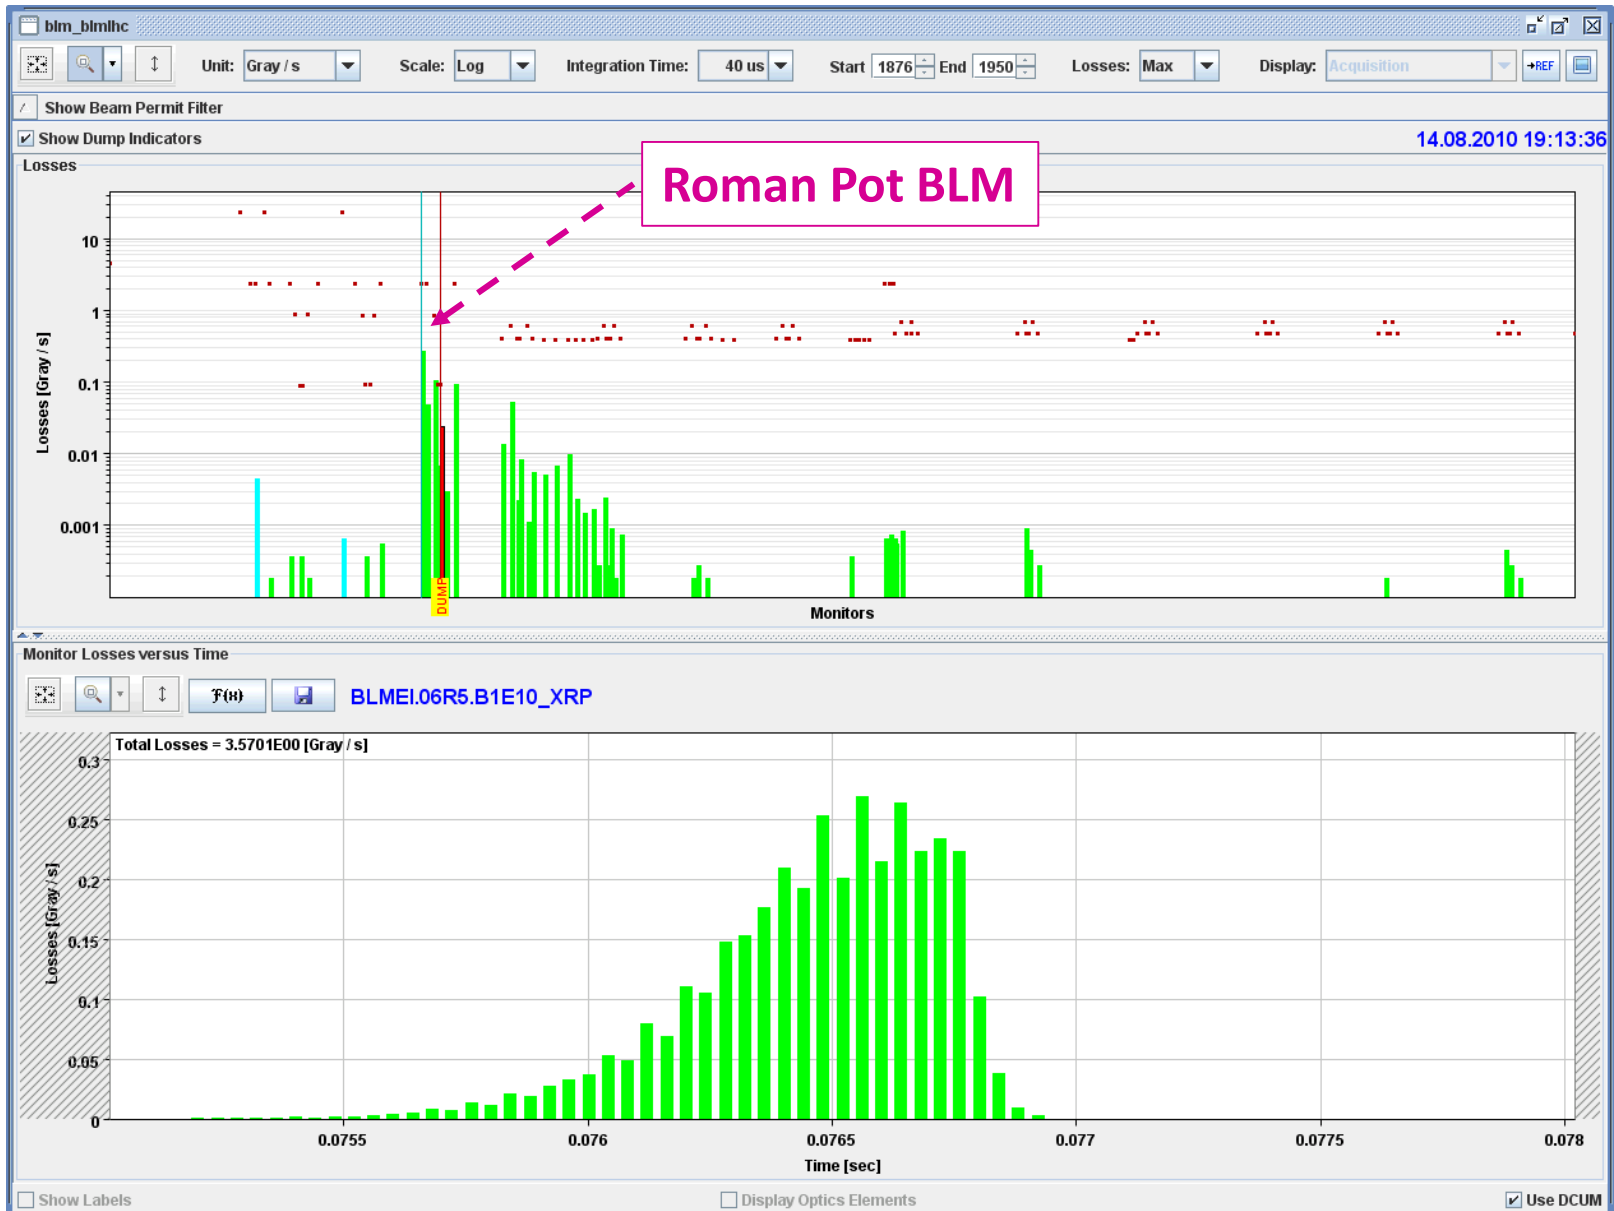 blm_blmlhc
Unit: Gray / s Scale: Log Integration Time: 40 us Start 1876 End 1950 Losses: Max Display: Acquisition →REF
Show Beam Permit Filter
Show Dump Indicators
14.08.2010 19:13:36
Losses
Roman Pot BLM
10
1
0.1
0.01
0.001
Losses [Gray / s]
DUMP
Monitors
Monitor Losses versus Time
F(x)
BLMEI.06R5.B1E10_XRP
Total Losses = 3.5701E00 [Gray / s]
0.3
0.25
0.2
0.15
0.1
0.05
0
Losses [Gray / s]
0.0755 0.076 0.0765 0.077 0.0775 0.078
Time [sec]
Show Labels
Display Optics Elements
Use DCUM